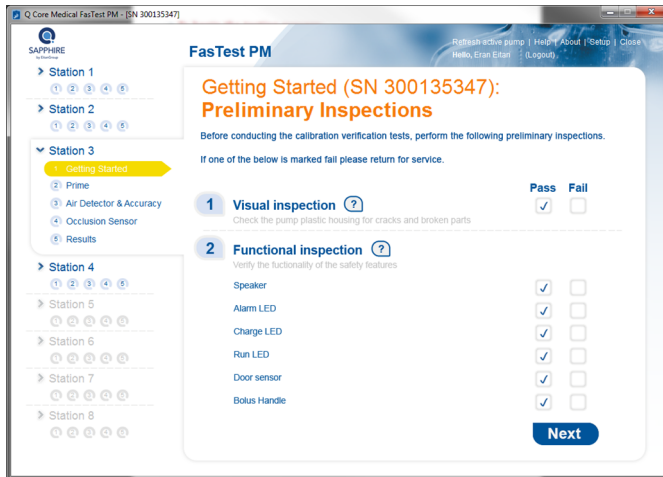 Q Core Medical FasTest PM - [SN 300135347]
SAPPHIRE
FasTest PM
Refresh active pump | Help | About | Setup | Close
Hello, Eran Eitan (Logout)
Station 1
1 2 3 4 5
Station 2
1 2 3 4 5
Station 3
1 Getting Started
2 Prime
3 Air Detector & Accuracy
4 Occlusion Sensor
5 Results
Station 4
1 2 3 4 5
Station 5
Station 6
Station 7
Station 8
Getting Started (SN 300135347):
Preliminary Inspections
Before conducting the calibration verification tests, perform the following preliminary inspections.
If one of the below is marked fail please return for service.
Pass Fail
1 Visual inspection ?
Check the pump plastic housing for cracks and broken parts
2 Functional inspection ?
Verify the fuctionality of the safety features
Speaker
Alarm LED
Charge LED
Run LED
Door sensor
Bolus Handle
Next